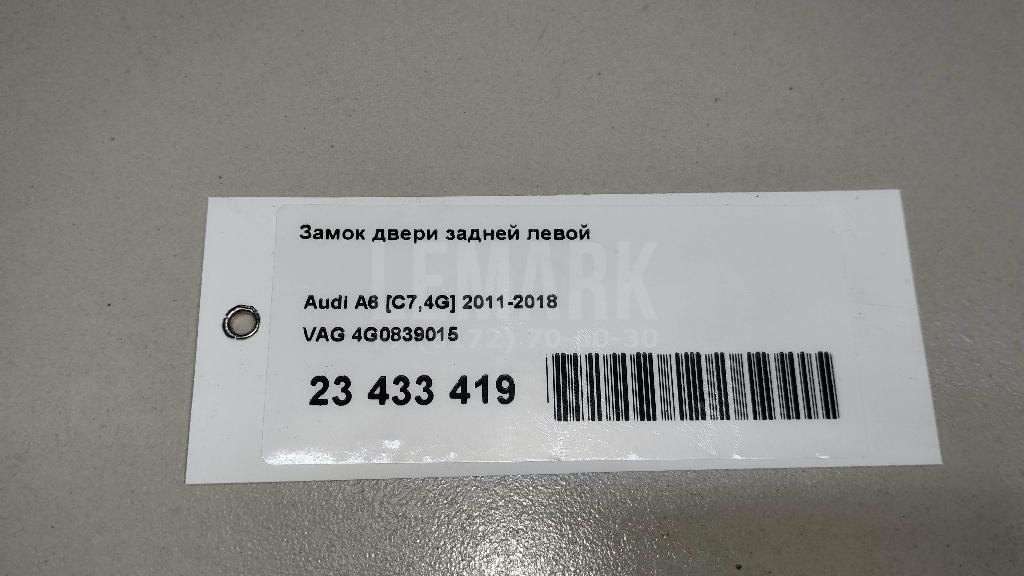 Замок двери задней левой
LEMARK
Audi A6 [C7,4G] 2011-2018
VAG 4G0839015
23 433 419